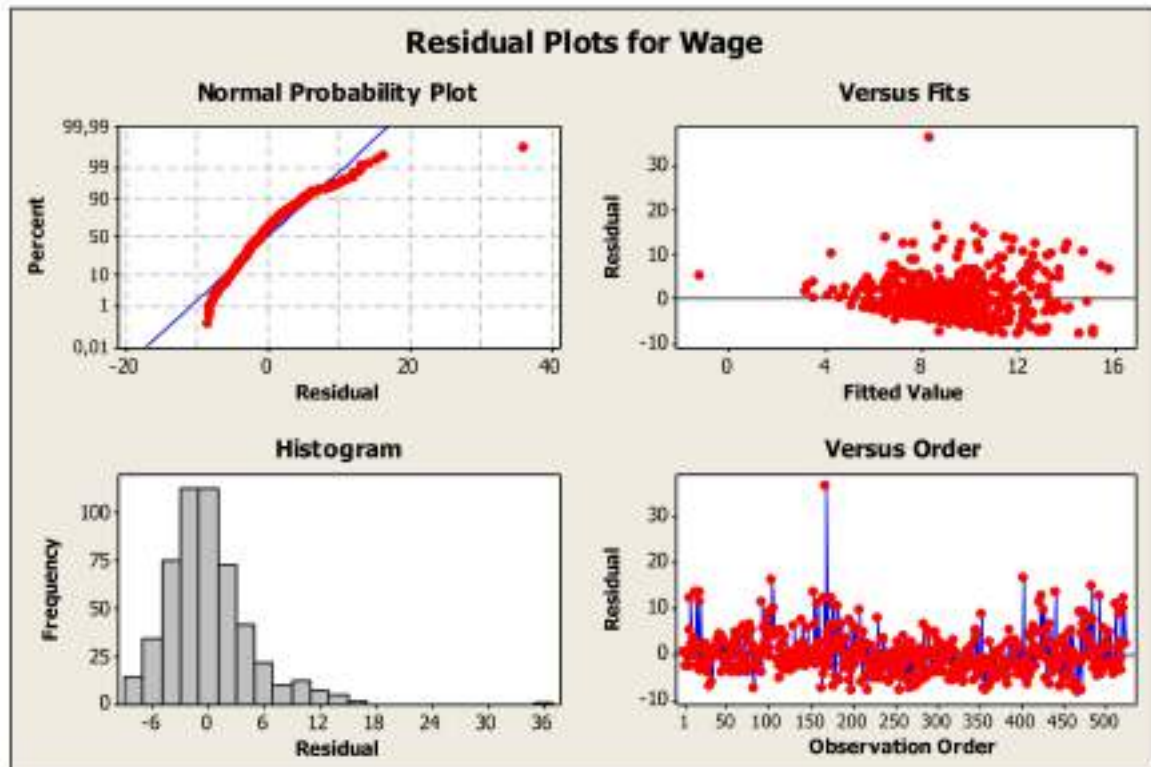 Residual Plots for Wage
Normal Probability Plot
99,99
99
90
50
10
1
0,01
Percent
-20 0 20 40
Residual
Versus Fits
30
20
10
0
-10
Residual
0 4 8 12 16
Fitted Value
Histogram
100
75
50
25
0
Frequency
-6 0 6 12 18 24 30 36
Residual
Versus Order
30
20
10
0
-10
Residual
1 50 100 150 200 250 300 350 400 450 500
Observation Order